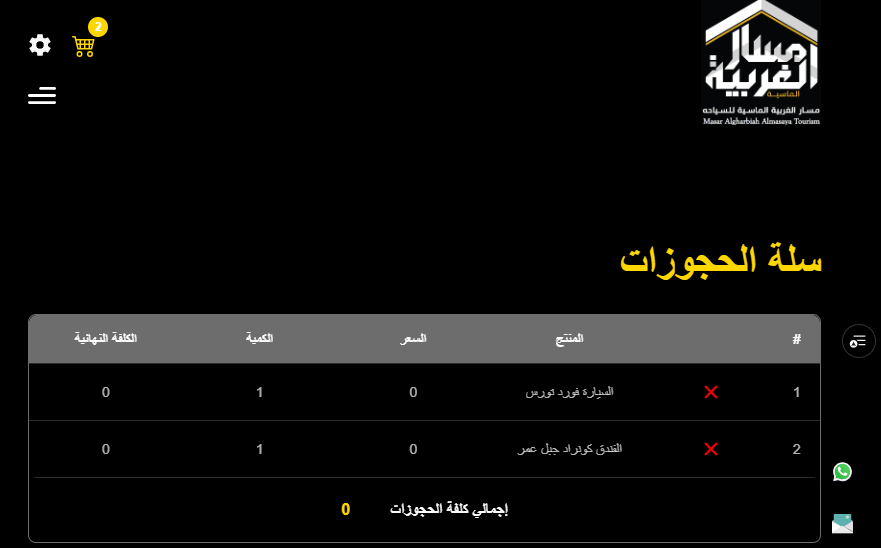 2
مسار
الغربية
الماسية
مسار الغربية الماسية للسياحه
Masar Algharbiah Almasaya Tourism
سلة الحجوزات
# المنتج السعر الكمية الكلفة النهائية
1 السيارة فورد تورس 0 1 0
2 الفندق كونراد جبل عمر 0 1 0
إجمالي كلفة الحجوزات 0